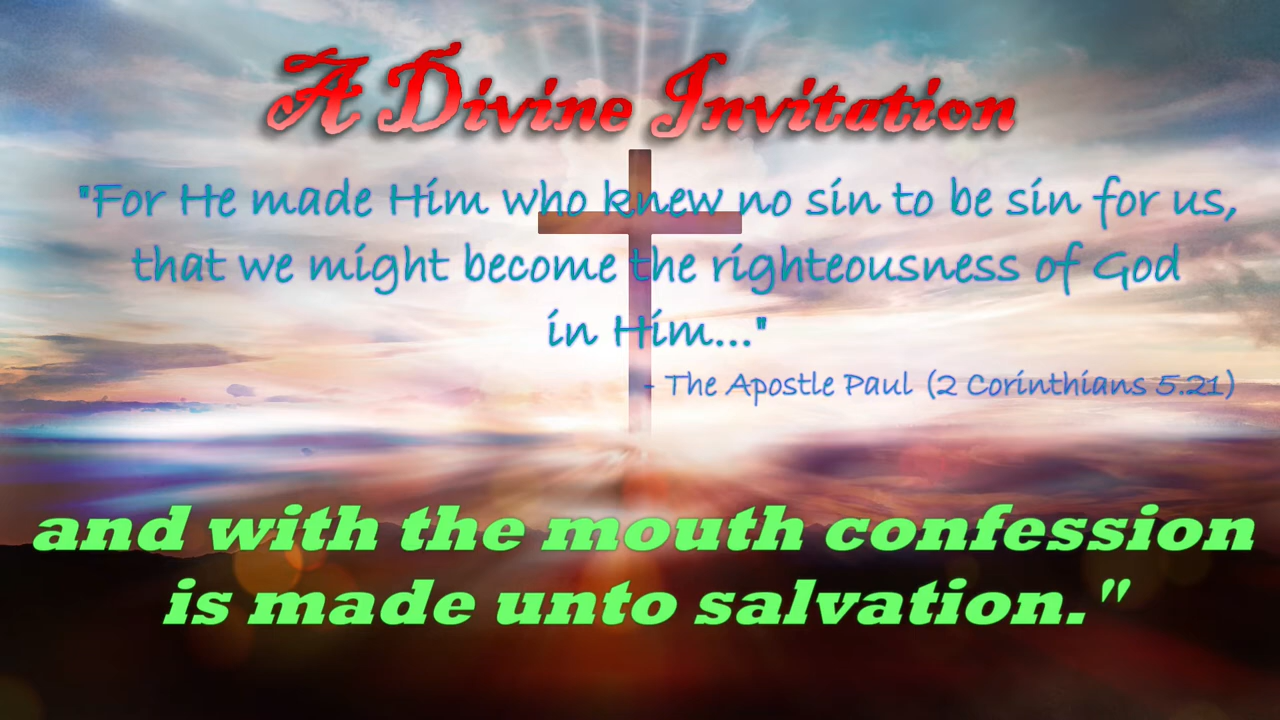 A Divine Invitation
"For He made Him who knew no sin to be sin for us,
that we might become the righteousness of God
in Him..."
- The Apostle Paul (2 Corinthians 5.21)
and with the mouth confession
is made unto salvation."